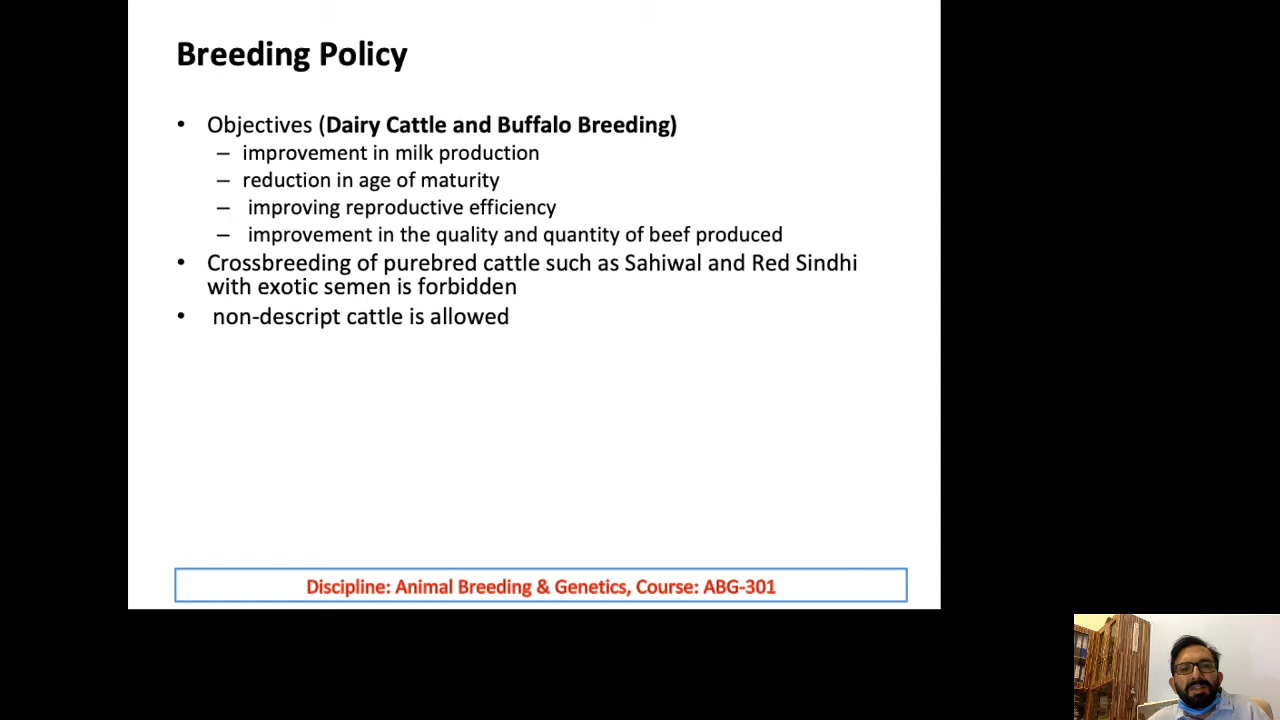 Breeding Policy
• Objectives (Dairy Cattle and Buffalo Breeding)
– improvement in milk production
– reduction in age of maturity
– improving reproductive efficiency
– improvement in the quality and quantity of beef produced
• Crossbreeding of purebred cattle such as Sahiwal and Red Sindhi
with exotic semen is forbidden
• non-descript cattle is allowed
Discipline: Animal Breeding & Genetics, Course: ABG-301